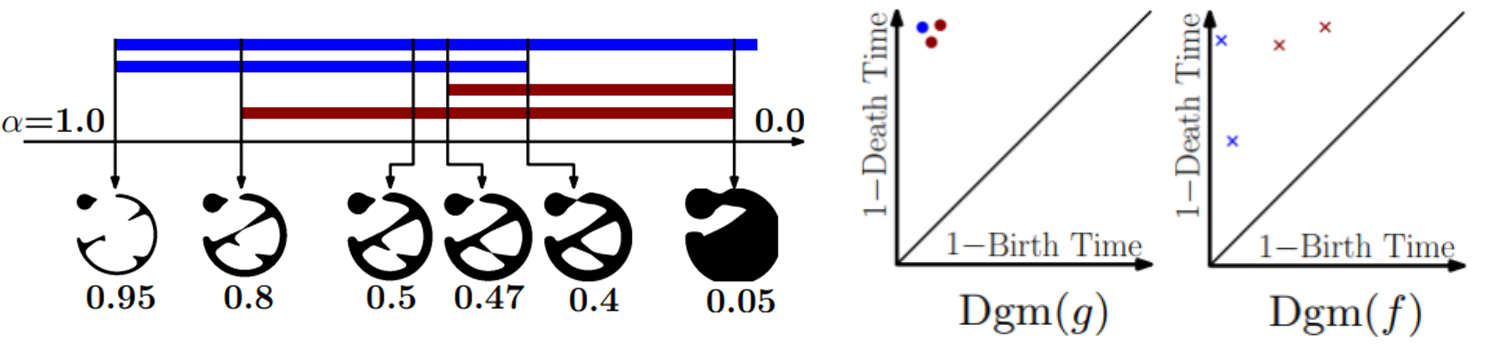 α=1.0
0.0
0.95
0.8
0.5
0.47
0.4
0.05
1−Death Time
1−Birth Time
Dgm(g)
1−Death Time
1−Birth Time
Dgm(f)